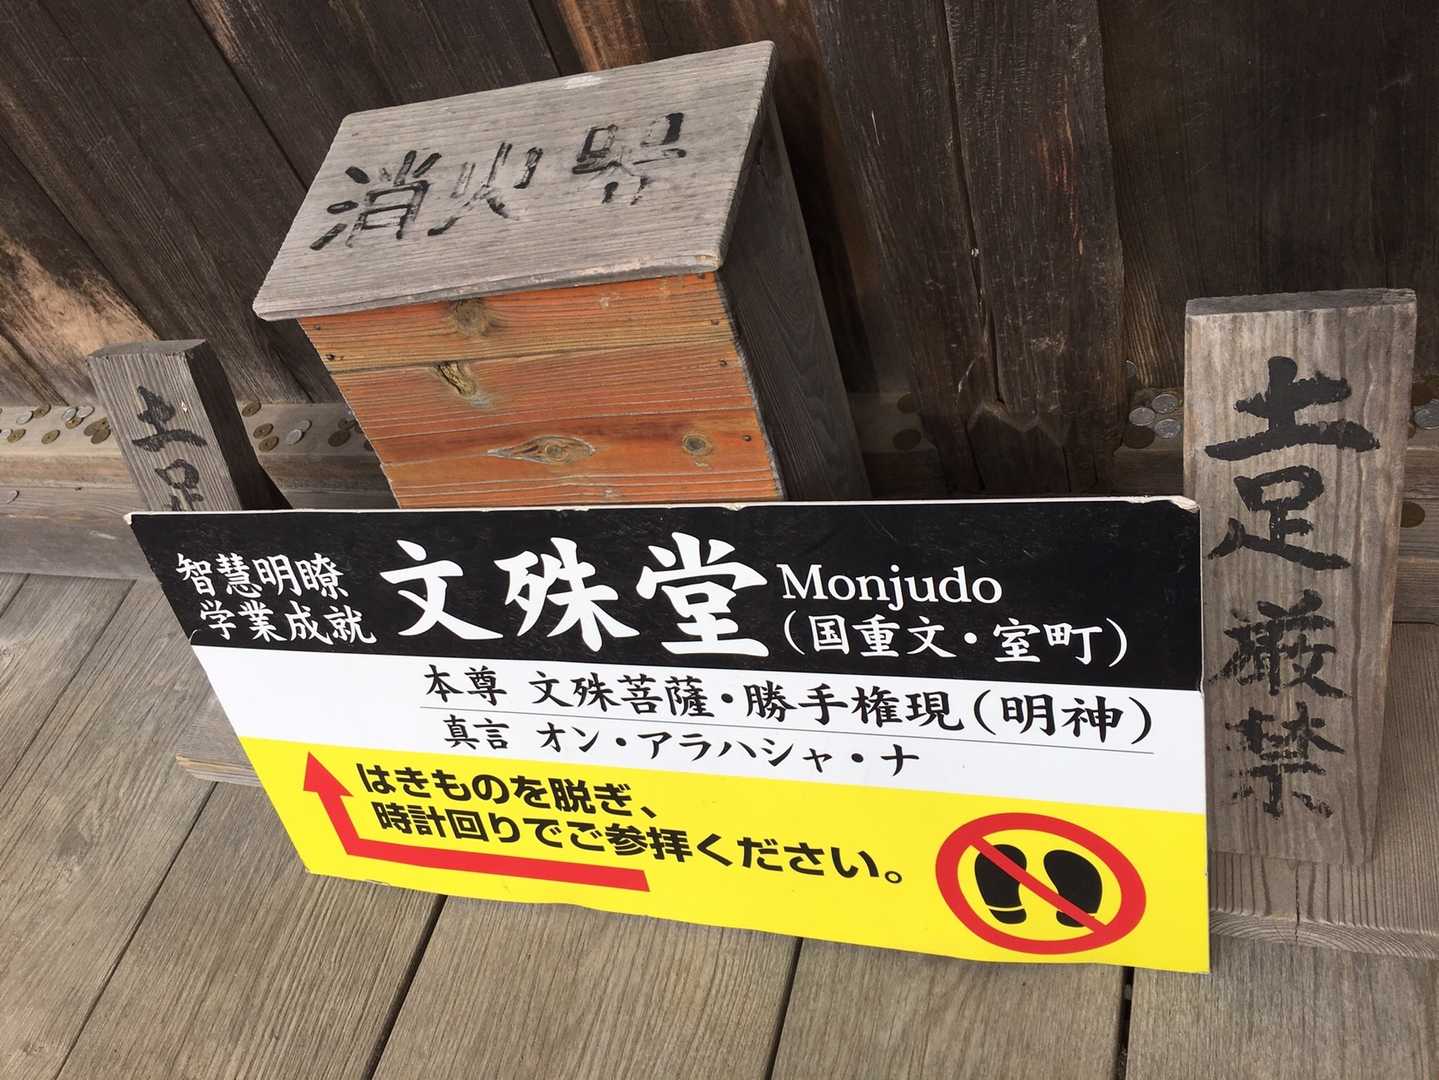 消火器
土足
土足厳禁
智慧明瞭
学業成就
文殊堂
Monjudo
(国重文・室町)
本尊 文殊菩薩・勝手権現(明神)
真言 オン・アラハシャ・ナ
はきものを脱ぎ、
時計回りでご参拝ください。